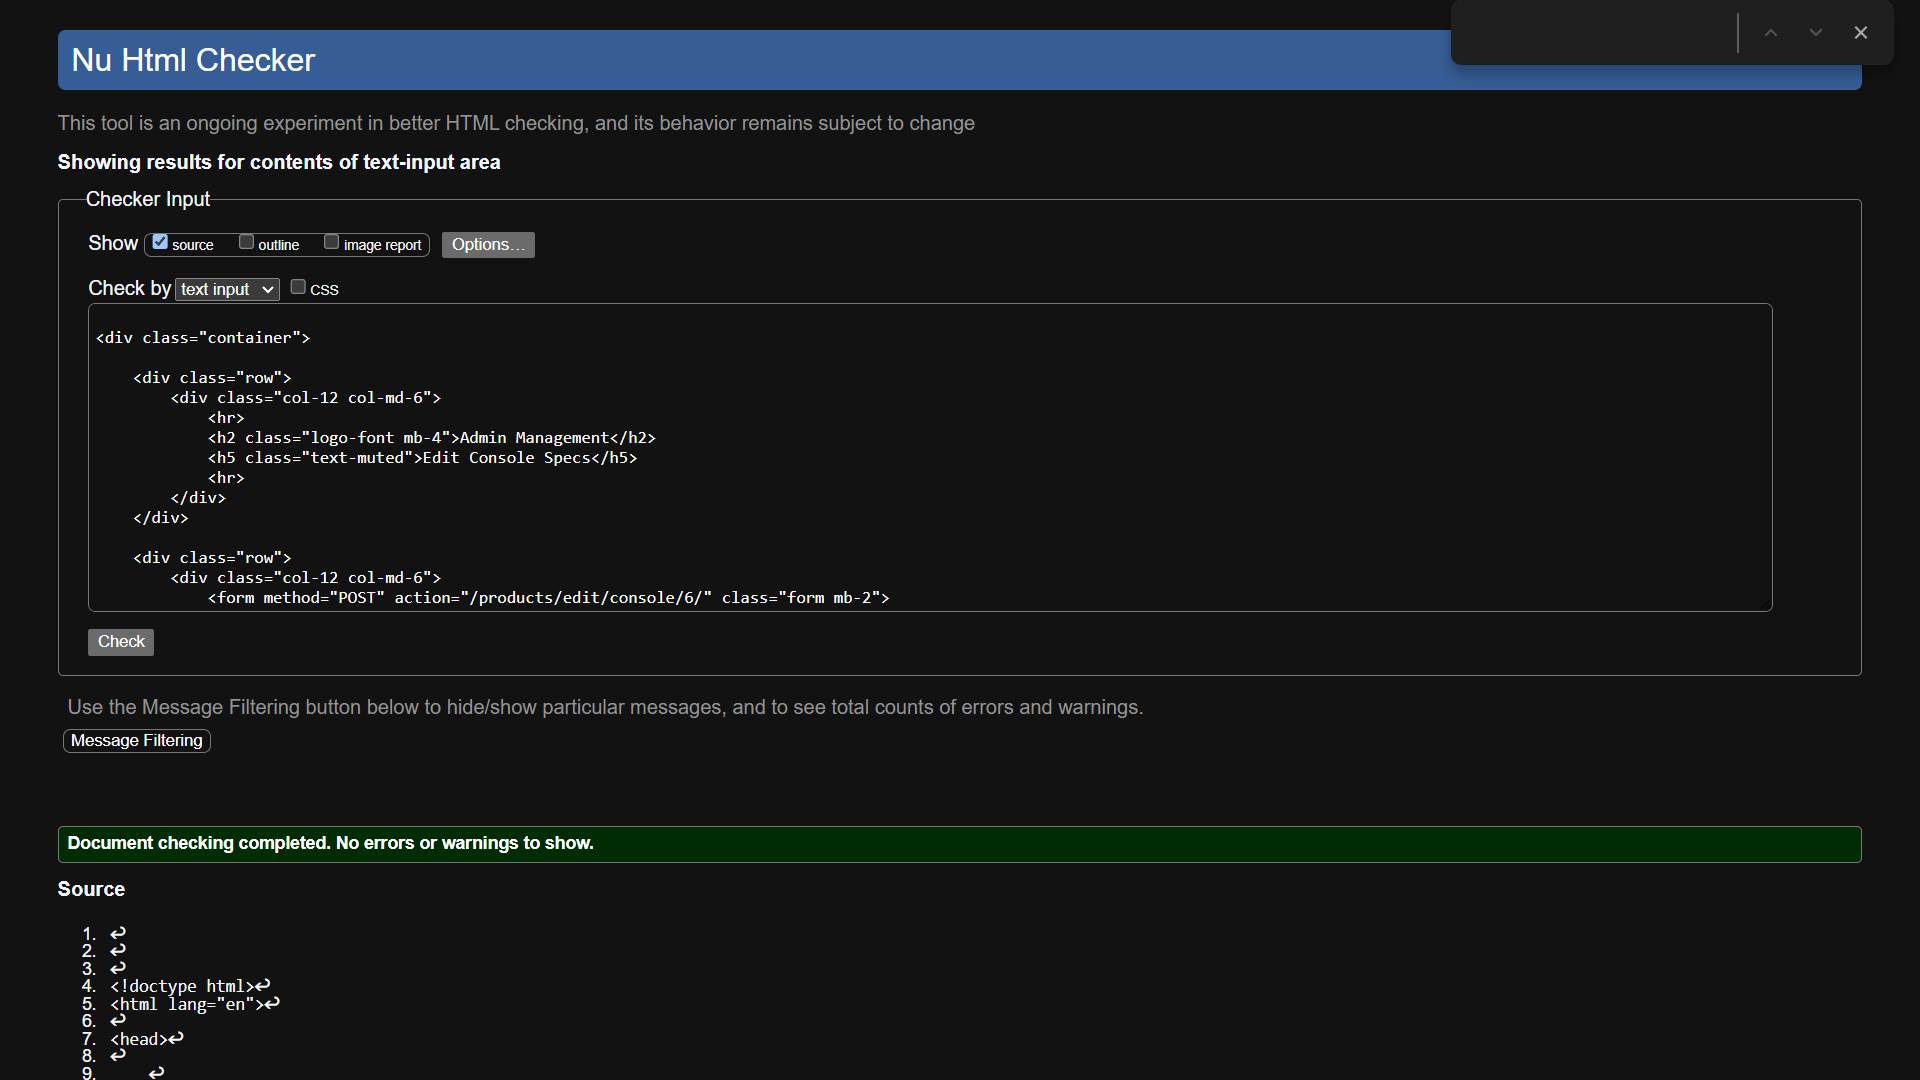 Nu Html Checker
This tool is an ongoing experiment in better HTML checking, and its behavior remains subject to change
Showing results for contents of text-input area
Checker Input
Show source outline image report Options...
Check by text input CSS
<div class="container">
<div class="row">
<div class="col-12 col-md-6">
<hr>
<h2 class="logo-font mb-4">Admin Management</h2>
<h5 class="text-muted">Edit Console Specs</h5>
<hr>
</div>
</div>
<div class="row">
<div class="col-12 col-md-6">
<form method="POST" action="/products/edit/console/6/" class="form mb-2">
Check
Use the Message Filtering button below to hide/show particular messages, and to see total counts of errors and warnings.
Message Filtering
Document checking completed. No errors or warnings to show.
Source
1. ↩
2. ↩
3. ↩
4. <!doctype html>↩
5. <html lang="en">↩
6. ↩
7. <head>↩
8. ↩
9. ↩